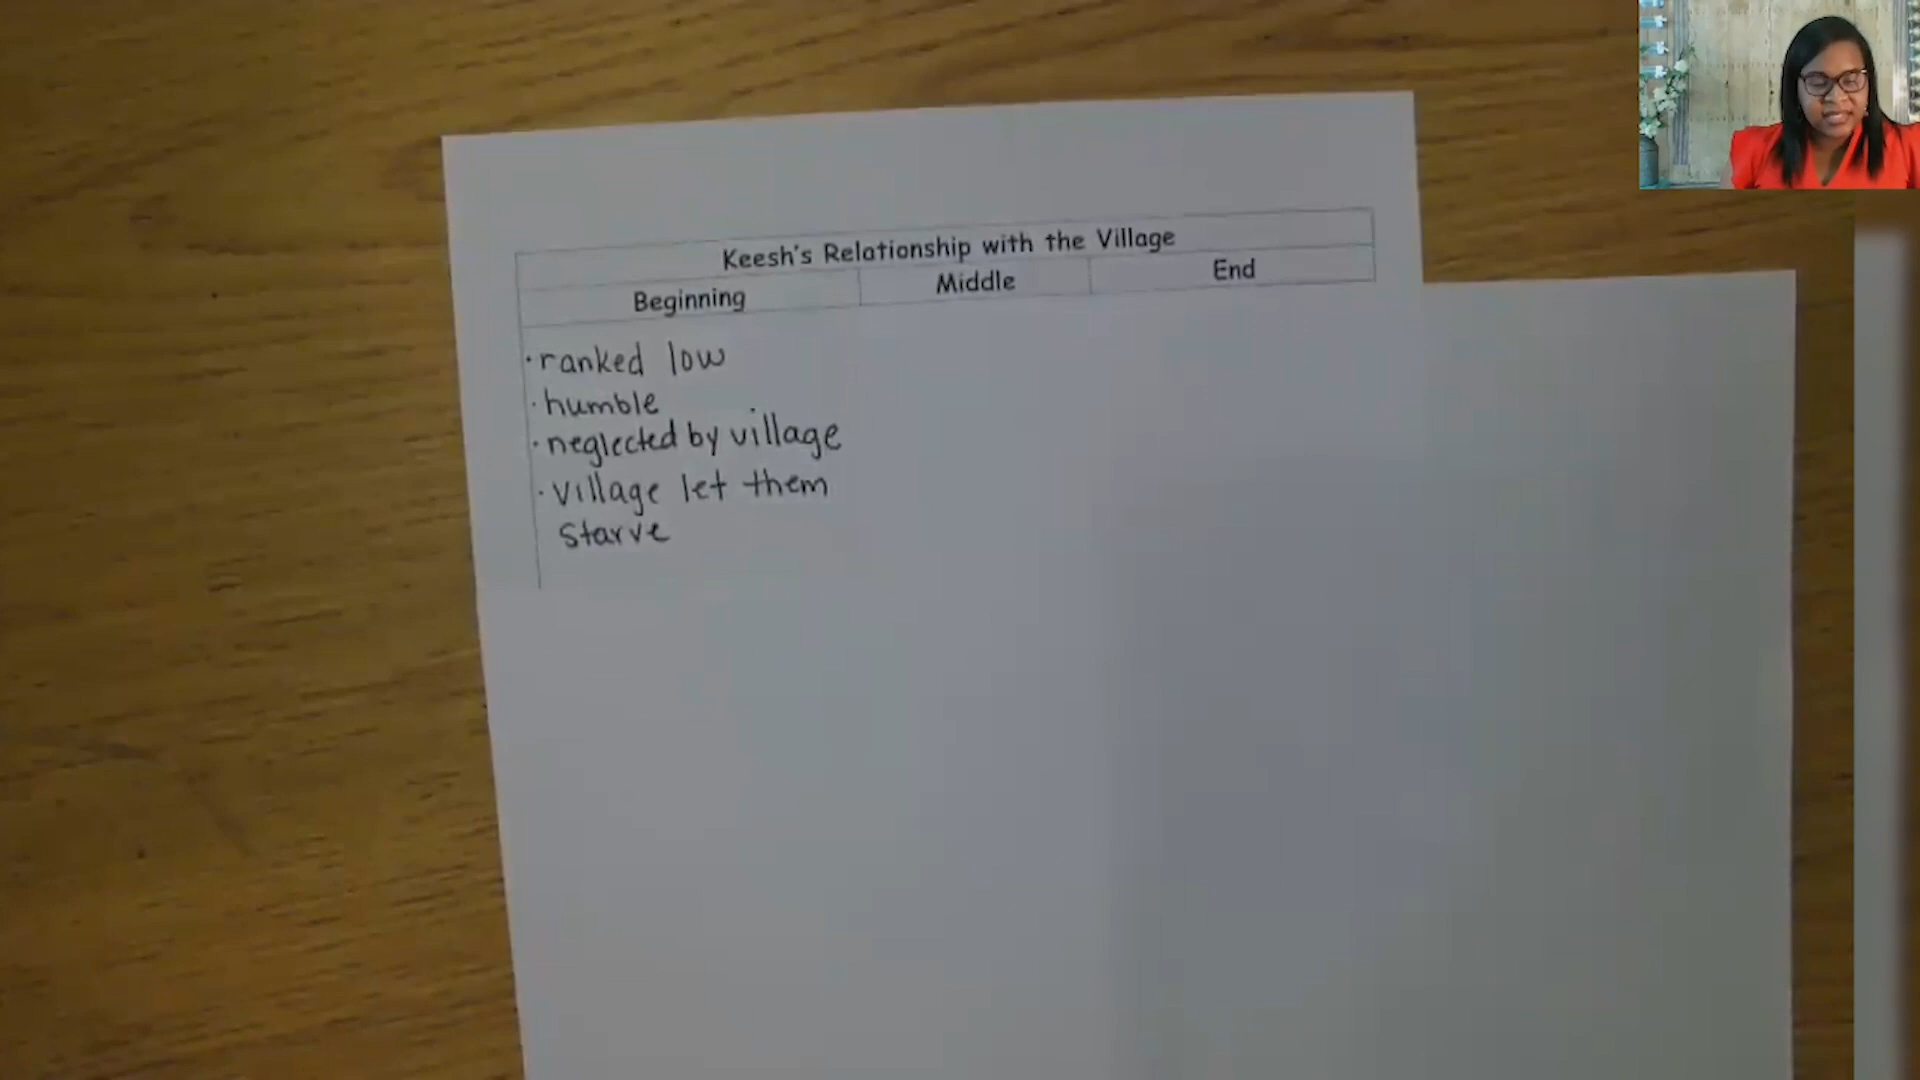 Keesh's Relationship with the Village
Beginning Middle End
· ranked low
· humble
· neglected by village
· village let them
starve